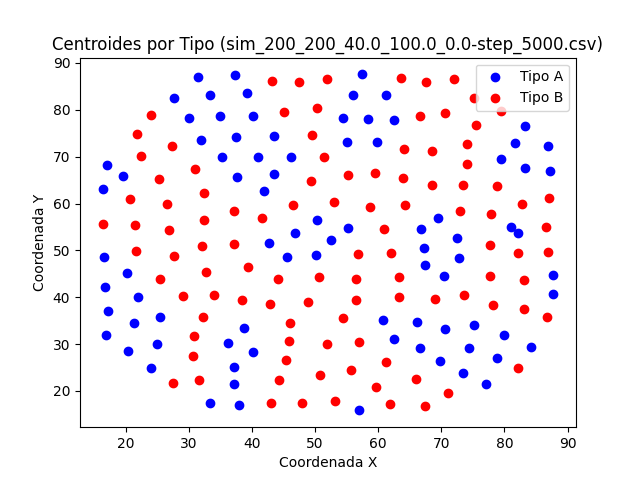 Centroides por Tipo (sim_200_200_40.0_100.0_0.0-step_5000.csv)
Tipo A
Tipo B
90
80
70
60
50
40
30
20
Coordenada Y
20 30 40 50 60 70 80 90
Coordenada X